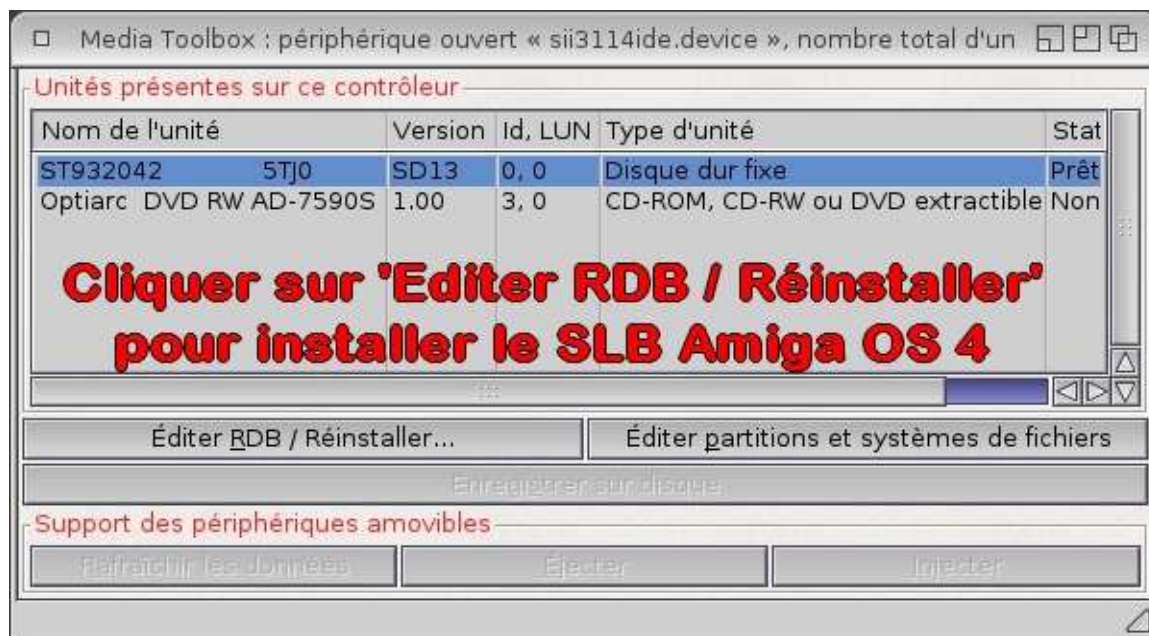 Media Toolbox : périphérique ouvert « sii3114ide.device », nombre total d'un
Unités présentes sur ce contrôleur
Nom de l'unité Version Id, LUN Type d'unité Stat
ST932042 5TJ0 SD13 0, 0 Disque dur fixe Prêt
Optiarc DVD RW AD-7590S 1.00 3, 0 CD-ROM, CD-RW ou DVD extractible Non
Cliquer sur 'Editer RDB / Réinstaller'
pour installer le SLB Amiga OS 4
Éditer RDB / Réinstaller... Éditer partitions et systèmes de fichiers
Enregistrer sur disque
Support des périphériques amovibles
Rafraîchir les données Éjecter Injecter